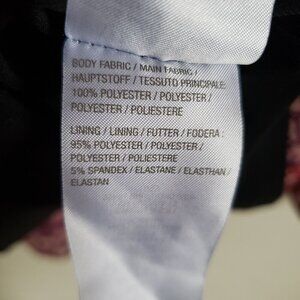 BODY FABRIC / MAIN FABRIC /
HAUPTSTOFF / TESSUTO PRINCIPALE:
100% POLYESTER / POLYESTER /
POLYESTER / POLIESTERE
LINING / LINING / FUTTER / FODERA :
95% POLYESTER / POLYESTER /
POLYESTER / POLIESTERE
5% SPANDEX / ELASTANE / ELASTHAN /
ELASTAN